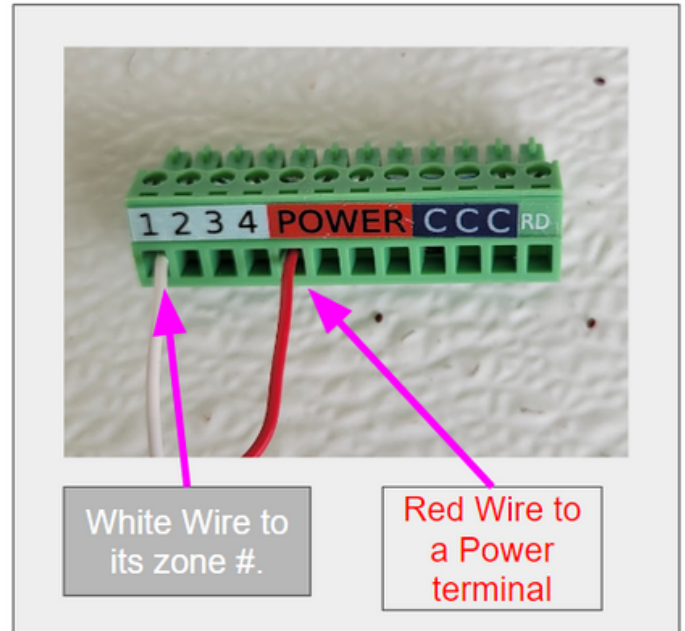 1 2 3 4 POWER C C C RD
White Wire to
its zone #.
Red Wire to
a Power
terminal